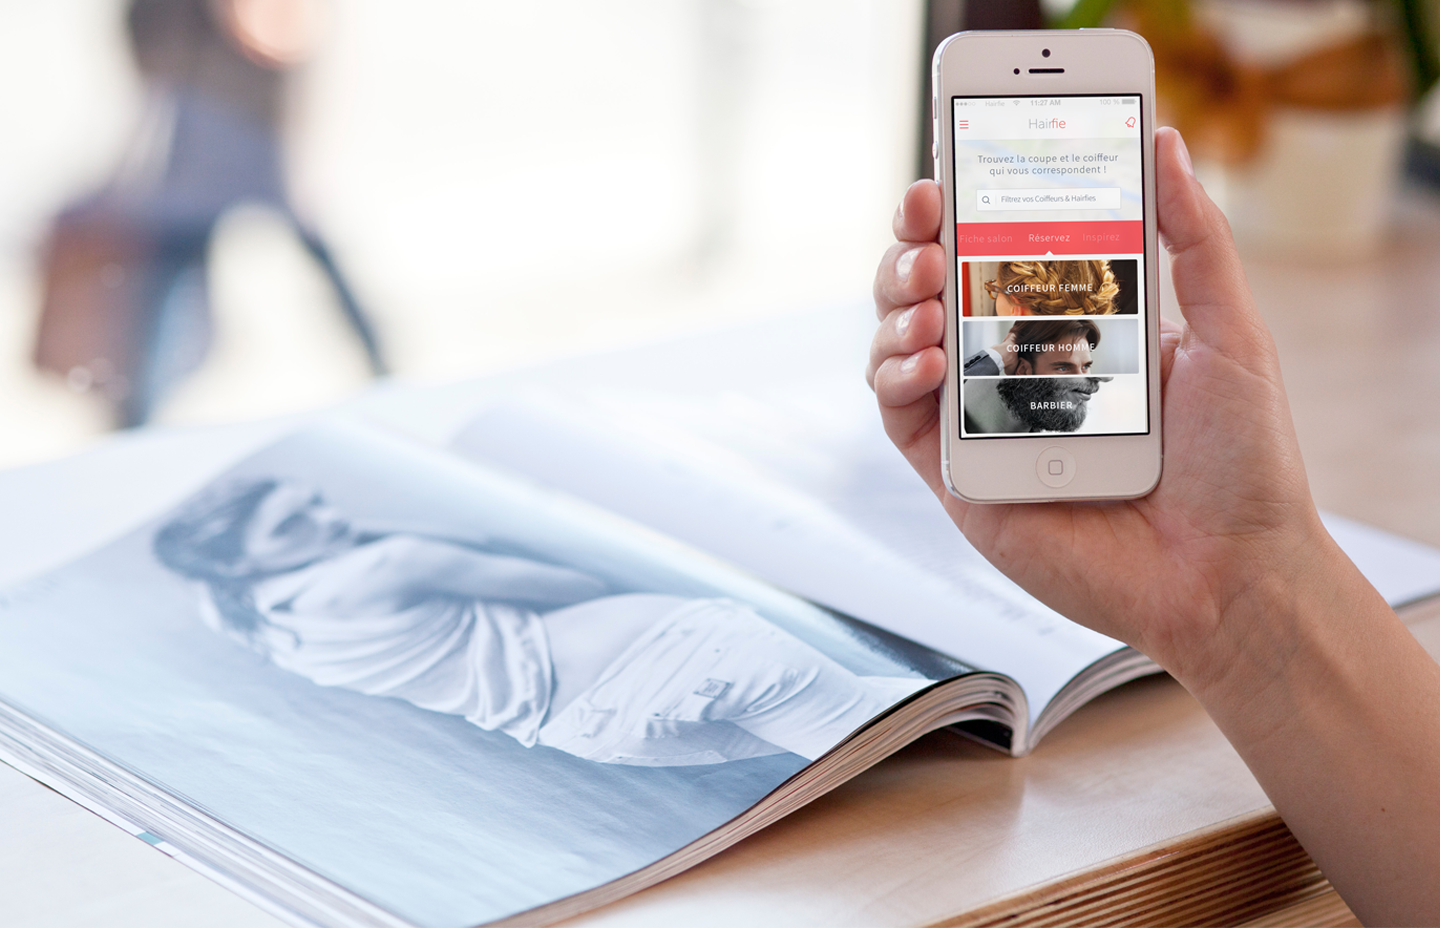 Hairfie 11:27 AM 100 %
Hairfie
Trouvez la coupe et le coiffeur
qui vous correspondent !
Filtrez vos Coiffeurs & Hairfies
Fiche salon Réservez Inspirez
COIFFEUR FEMME
COIFFEUR HOMME
BARBIER